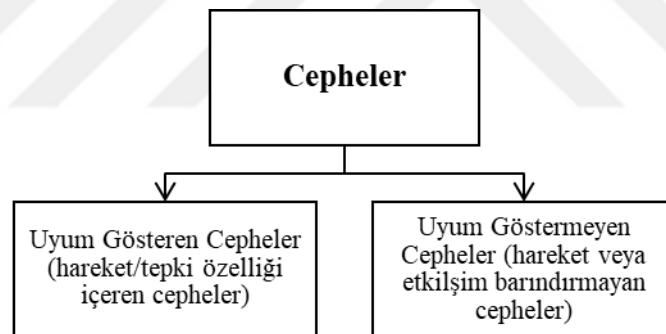 Cepheler
Uyum Gösteren Cepheler
(hareket/tepki özelliği
içeren cepheler)
Uyum Göstermeyen
Cepheler (hareket veya
etkilşim barındırmayan
cepheler)